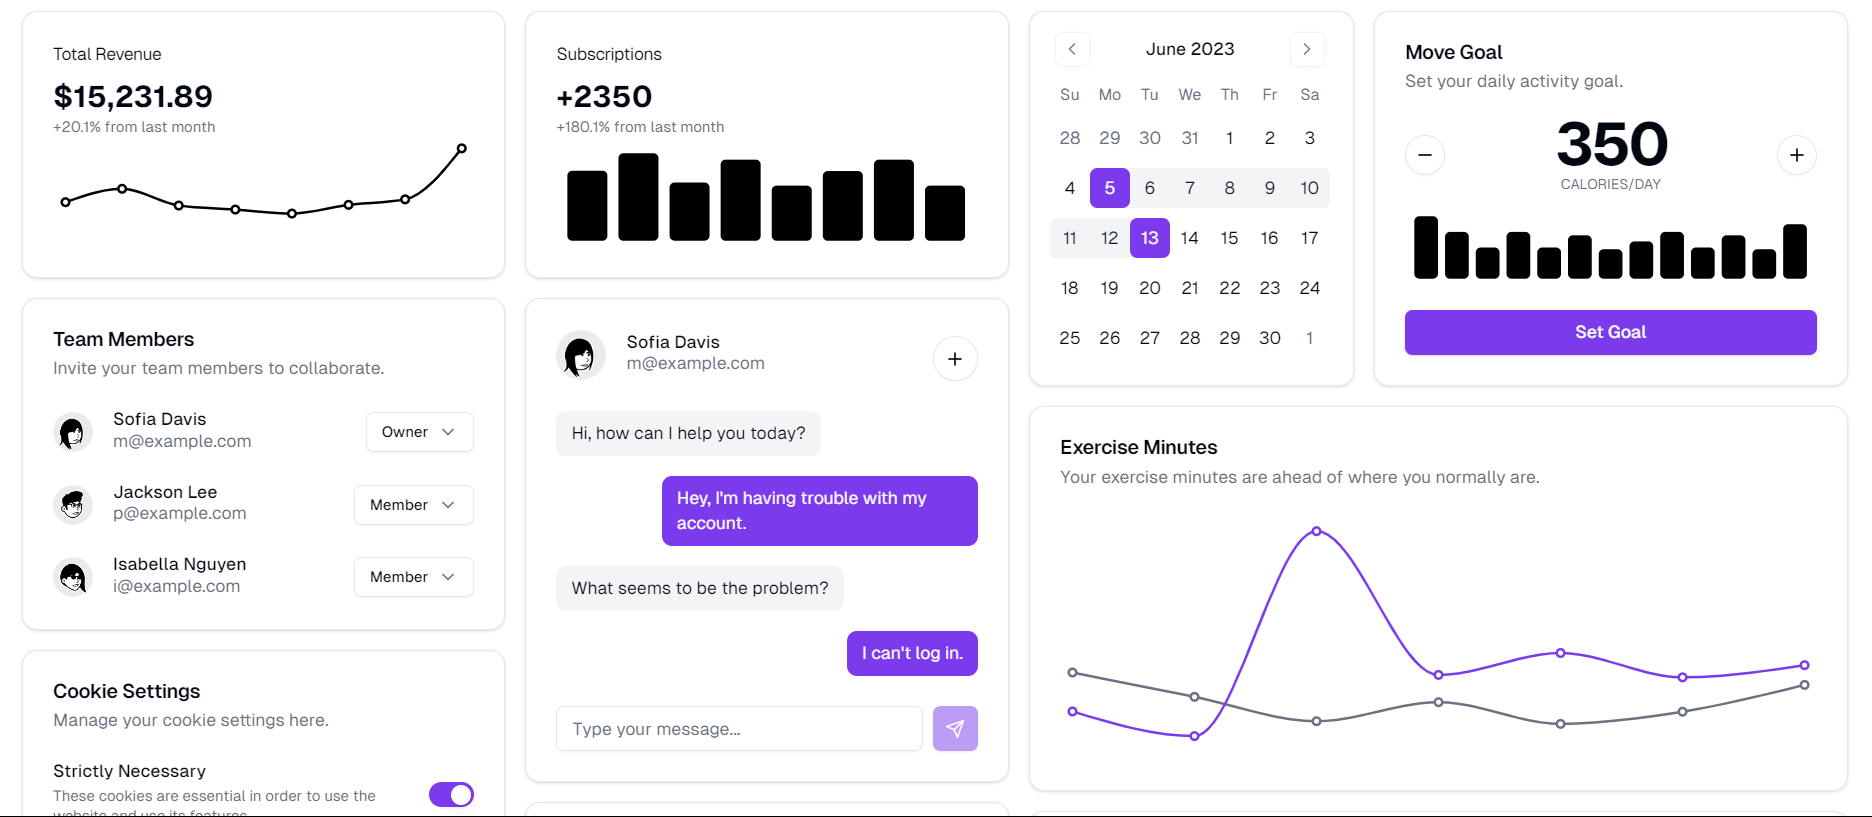 Total Revenue
$15,231.89
+20.1% from last month
Subscriptions
+2350
+180.1% from last month
June 2023
Su Mo Tu We Th Fr Sa
28 29 30 31 1 2 3
4 5 6 7 8 9 10
11 12 13 14 15 16 17
18 19 20 21 22 23 24
25 26 27 28 29 30 1
Move Goal
Set your daily activity goal.
350
CALORIES/DAY
Set Goal
Team Members
Invite your team members to collaborate.
Sofia Davis
m@example.com
Owner
Jackson Lee
p@example.com
Member
Isabella Nguyen
i@example.com
Member
Sofia Davis
m@example.com
Hi, how can I help you today?
Hey, I'm having trouble with my
account.
What seems to be the problem?
I can't log in.
Type your message...
Exercise Minutes
Your exercise minutes are ahead of where you normally are.
Cookie Settings
Manage your cookie settings here.
Strictly Necessary
These cookies are essential in order to use the
website and use its features.